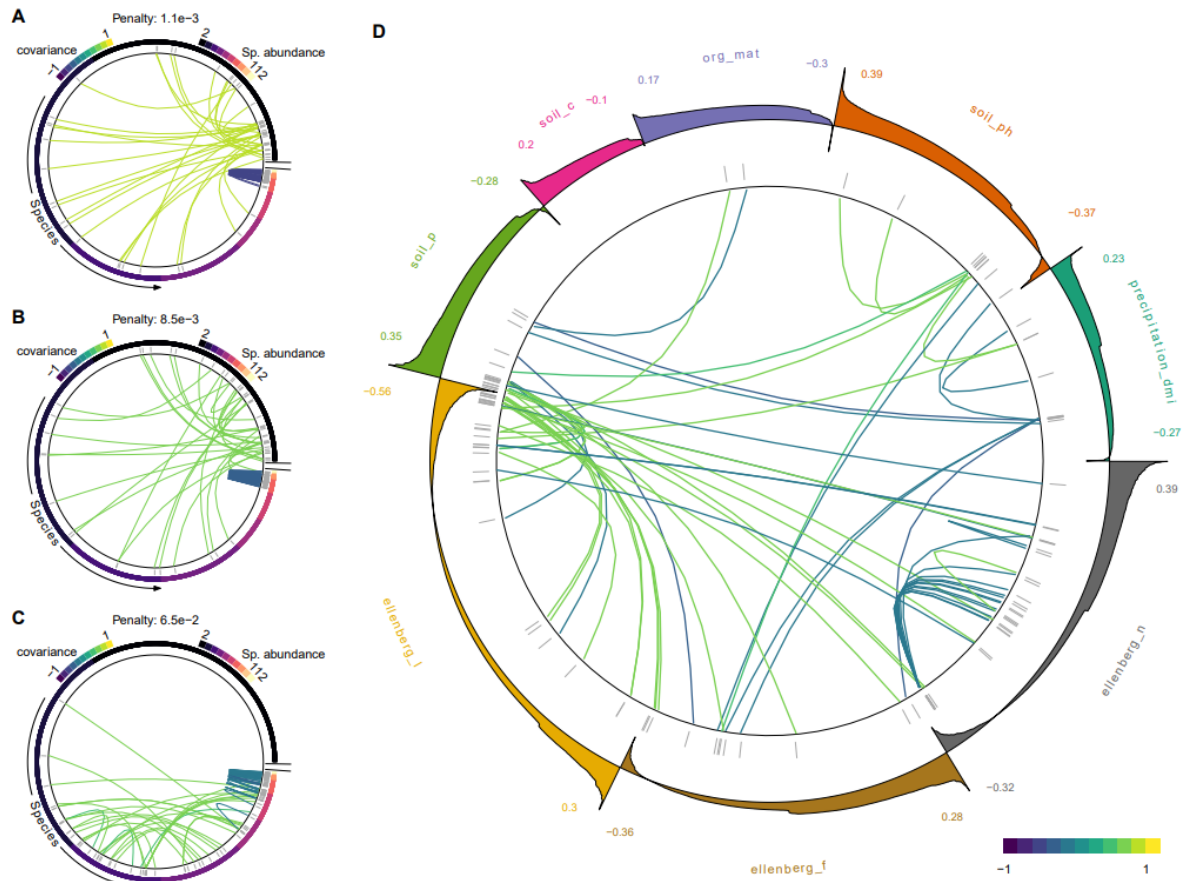 A
Penalty: 1.1e−3
covariance
−1
1
2
112
Sp. abundance
Species
B
Penalty: 8.5e−3
covariance
−1
1
2
112
Sp. abundance
Species
C
Penalty: 6.5e−2
covariance
−1
1
2
112
Sp. abundance
Species
D
org_mat
0.17
−0.3
soil_ph
0.39
−0.37
precipitation_dmi
0.23
−0.27
ellenberg_n
0.39
−0.32
ellenberg_f
0.28
−0.36
ellenberg_l
0.3
−0.56
soil_p
0.35
−0.28
soil_c
0.2
−0.1
−1
1